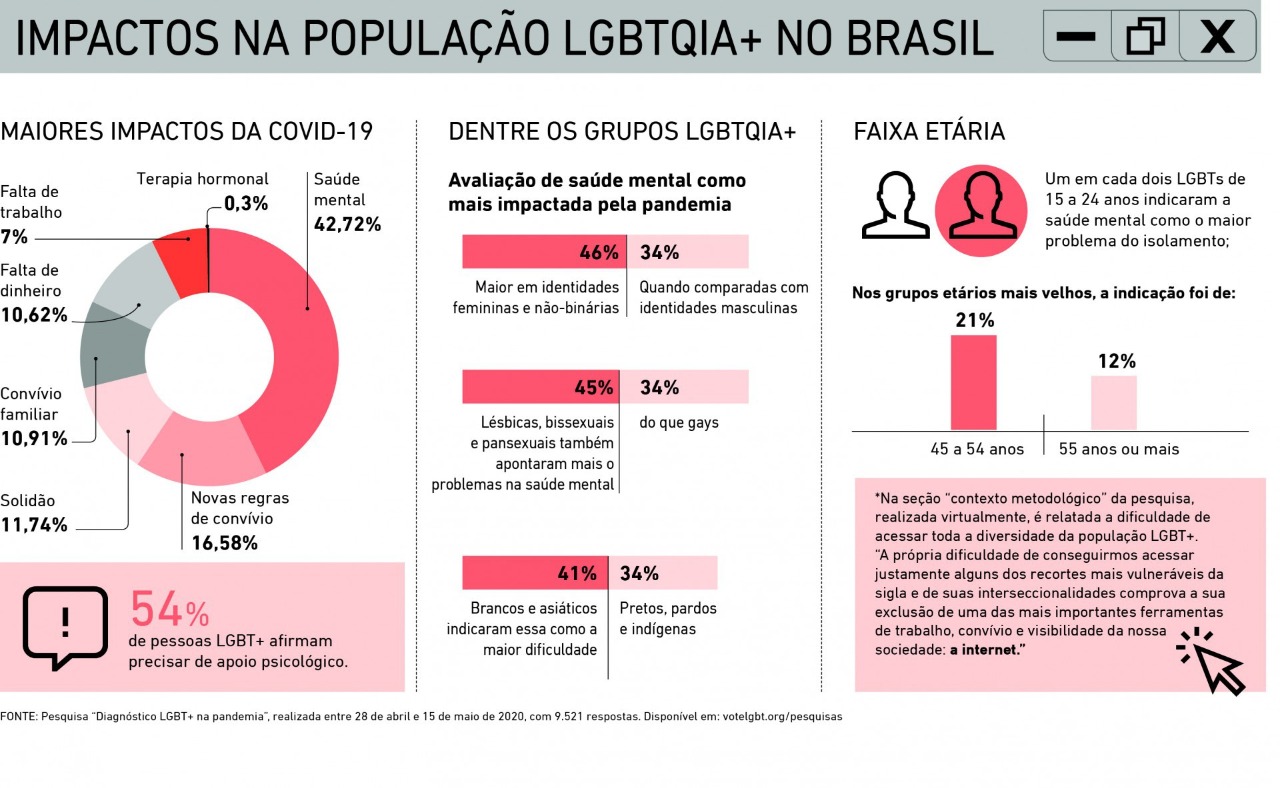 IMPACTOS NA POPULAÇÃO LGBTQIA+ NO BRASIL
MAIORES IMPACTOS DA COVID-19
Terapia hormonal
0,3%
Saúde
mental
42,72%
Falta de
trabalho
7%
Falta de
dinheiro
10,62%
Convívio
familiar
10,91%
Solidão
11,74%
Novas regras
de convívio
16,58%
!
54%
de pessoas LGBT+ afirmam
precisar de apoio psicológico.
DENTRE OS GRUPOS LGBTQIA+
Avaliação de saúde mental como
mais impactada pela pandemia
46%
34%
Maior em identidades
femininas e não-binárias
Quando comparadas com
identidades masculinas
45%
34%
Lésbicas, bissexuais
e pansexuais também
apontaram mais o
problemas na saúde mental
do que gays
41%
34%
Brancos e asiáticos
indicaram essa como a
maior dificuldade
Pretos, pardos
e indígenas
FAIXA ETÁRIA
Um em cada dois LGBTs de
15 a 24 anos indicaram a
saúde mental como o maior
problema do isolamento;
Nos grupos etários mais velhos, a indicação foi de:
21%
12%
45 a 54 anos
55 anos ou mais
*Na seção “contexto metodológico” da pesquisa,
realizada virtualmente, é relatada a dificuldade de
acessar toda a diversidade da população LGBT+.
“A própria dificuldade de conseguirmos acessar
justamente alguns dos recortes mais vulneráveis da
sigla e de suas interseccionalidades comprova a sua
exclusão de uma das mais importantes ferramentas
de trabalho, convívio e visibilidade da nossa
sociedade: a internet.”
FONTE: Pesquisa “Diagnóstico LGBT+ na pandemia”, realizada entre 28 de abril e 15 de maio de 2020, com 9.521 respostas. Disponível em: votelgbt.org/pesquisas